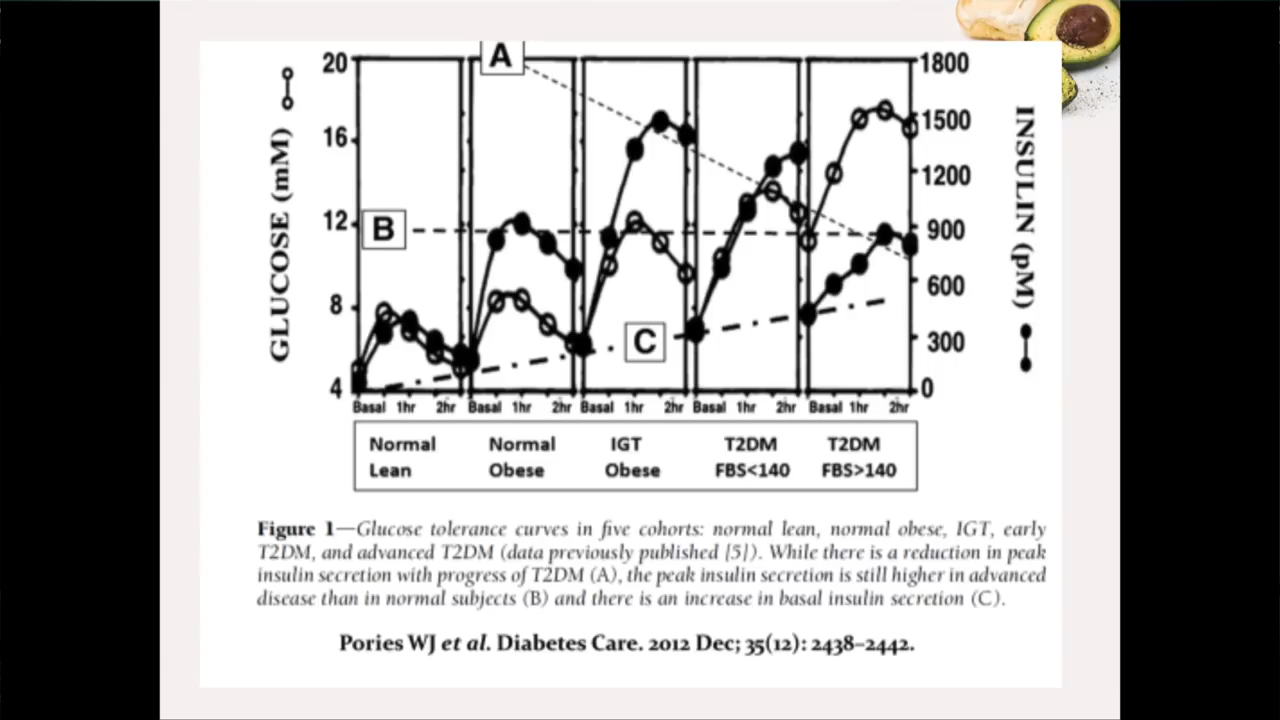 A
20
1800
16
1500
1200
12
B
900
8
600
C
300
4
0
GLUCOSE (mM)
INSULIN (pM)
Basal 1hr 2hr Basal 1hr 2hr Basal 1hr 2hr Basal 1hr 2hr Basal 1hr 2hr
Normal Normal IGT T2DM T2DM
Lean Obese Obese FBS<140 FBS>140
Figure 1—Glucose tolerance curves in five cohorts: normal lean, normal obese, IGT, early
T2DM, and advanced T2DM (data previously published [5]). While there is a reduction in peak
insulin secretion with progress of T2DM (A), the peak insulin secretion is still higher in advanced
disease than in normal subjects (B) and there is an increase in basal insulin secretion (C).
Pories WJ et al. Diabetes Care. 2012 Dec; 35(12): 2438–2442.